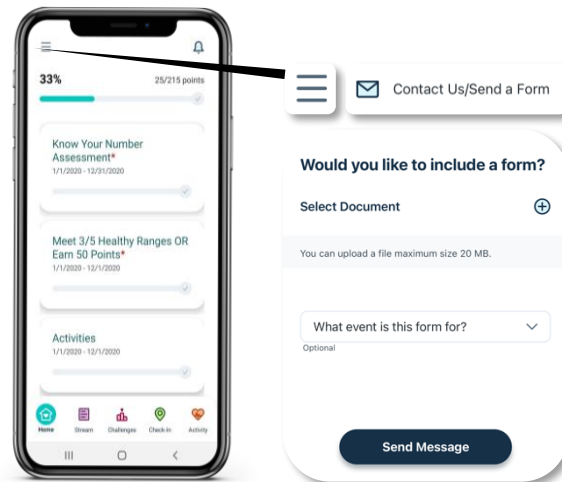 33%
25/215 points
Know Your Number
Assessment*
1/1/2020 - 12/31/2020
Meet 3/5 Healthy Ranges OR
Earn 50 Points*
1/1/2020 - 12/1/2020
Activities
1/1/2020 - 12/1/2020
Home Stream Challenges Check-In Activity
Contact Us/Send a Form
Would you like to include a form?
Select Document
You can upload a file maximum size 20 MB.
What event is this form for?
Optional
Send Message